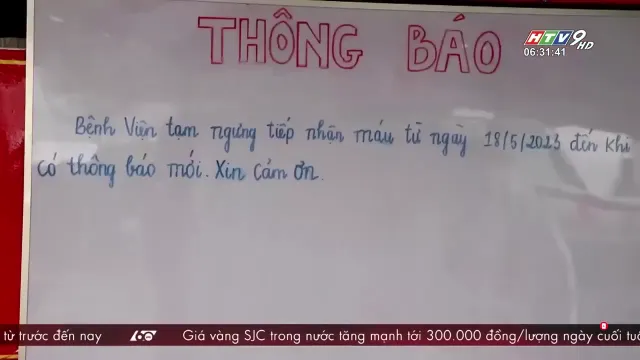 THÔNG BÁO
HTV9 HD
06:31:41
Bệnh Viện tạm ngưng tiếp nhận máu từ ngày 18/5/2023 đến khi
có thông báo mới. Xin cảm ơn.
từ trước đến nay 60 Giá vàng SJC trong nước tăng mạnh tới 300.000 đồng/lượng ngày cuối tu